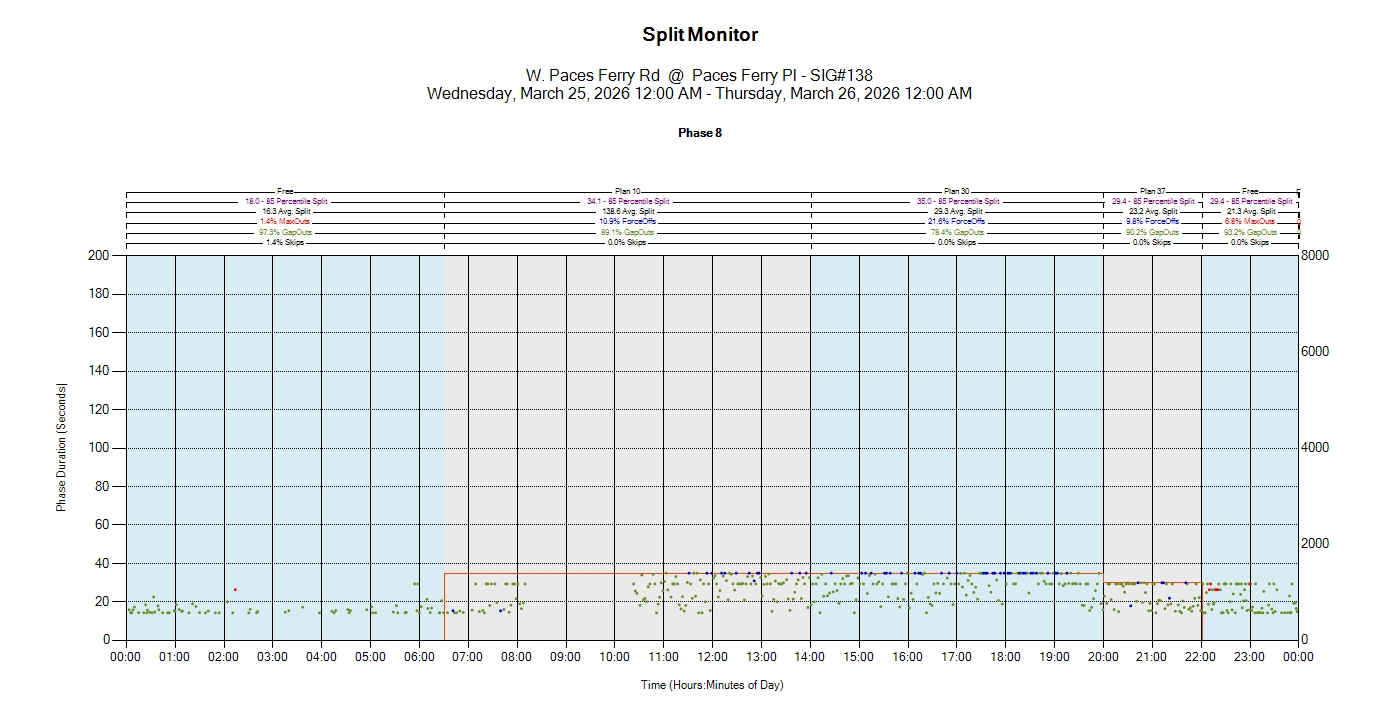 Split Monitor
W. Paces Ferry Rd @ Paces Ferry Pl - SIG#138
Wednesday, March 25, 2026 12:00 AM - Thursday, March 26, 2026 12:00 AM
Phase 8
Free Plan 10 Plan 30 Plan 37 Free F
18.0 - 85 Percentile Split 34.1 - 85 Percentile Split 35.0 - 85 Percentile Split 29.4 - 85 Percentile Split 29.4 - 85 Percentile Split
16.3 Avg. Split 138.6 Avg. Split 29.3 Avg. Split 23.2 Avg. Split 21.3 Avg. Split
1.4% MaxOuts 10.9% ForceOffs 21.6% ForceOffs 9.8% ForceOffs 6.8% MaxOuts
97.3% GapOuts 89.1% GapOuts 78.4% GapOuts 90.2% GapOuts 93.2% GapOuts
1.4% Skips 0.0% Skips 0.0% Skips 0.0% Skips 0.0% Skips
200 8000
180
160
6000
140
120
100 4000
80
60
2000
40
20
0 0
Phase Duration (Seconds)
00:00 01:00 02:00 03:00 04:00 05:00 06:00 07:00 08:00 09:00 10:00 11:00 12:00 13:00 14:00 15:00 16:00 17:00 18:00 19:00 20:00 21:00 22:00 23:00 00:00
Time (Hours:Minutes of Day)